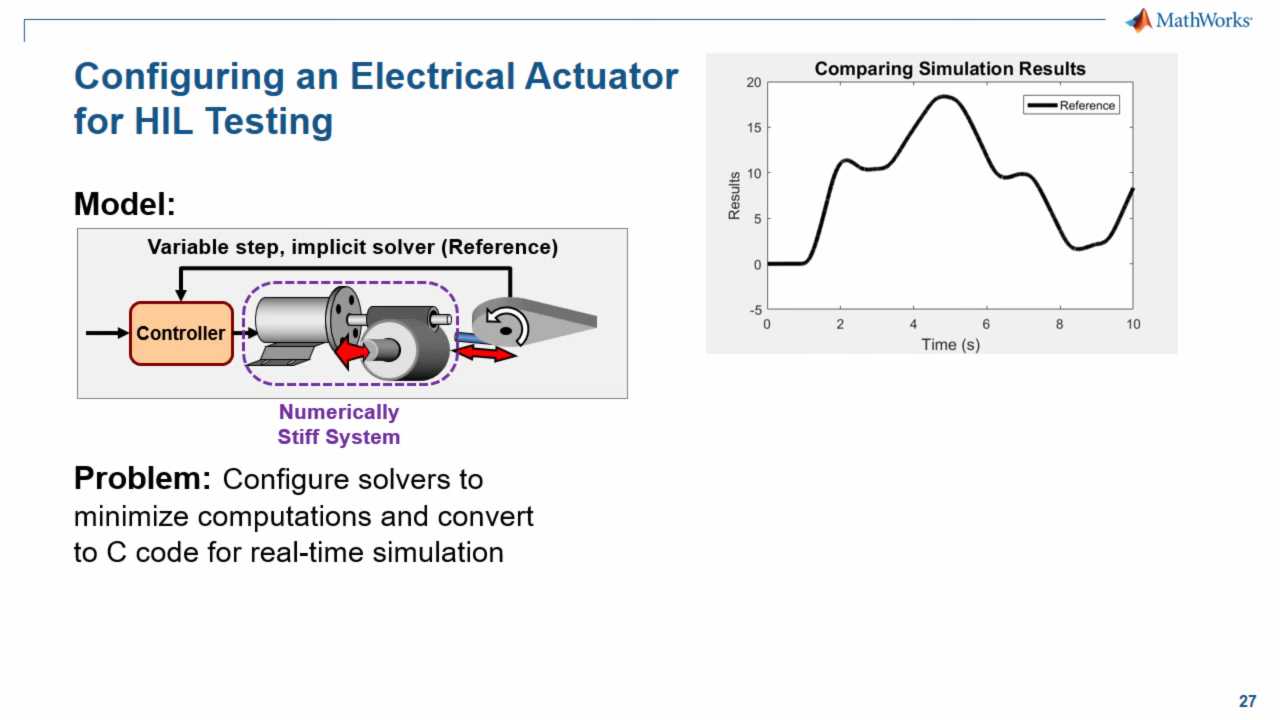 MathWorks
Configuring an Electrical Actuator
for HIL Testing
Model:
Variable step, implicit solver (Reference)
Controller
Numerically
Stiff System
Problem: Configure solvers to
minimize computations and convert
to C code for real-time simulation
Comparing Simulation Results
Reference
Results
20
15
10
5
0
-5
0 2 4 6 8 10
Time (s)
27